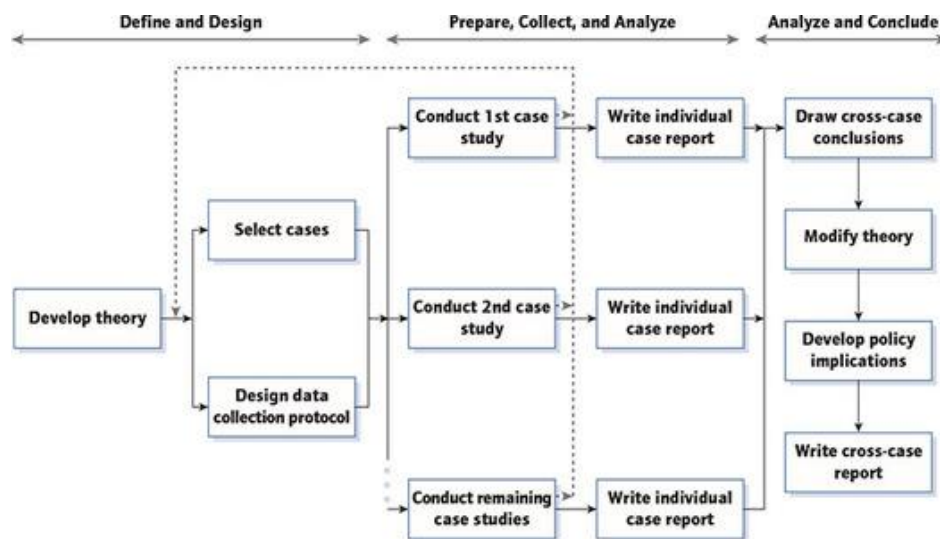 Define and Design
Prepare, Collect, and Analyze
Analyze and Conclude
Conduct 1st case
study
Write individual
case report
Draw cross-case
conclusions
Select cases
Modify theory
Develop theory
Conduct 2nd case
study
Write individual
case report
Develop policy
implications
Design data
collection protocol
Write cross-case
report
Conduct remaining
case studies
Write individual
case report